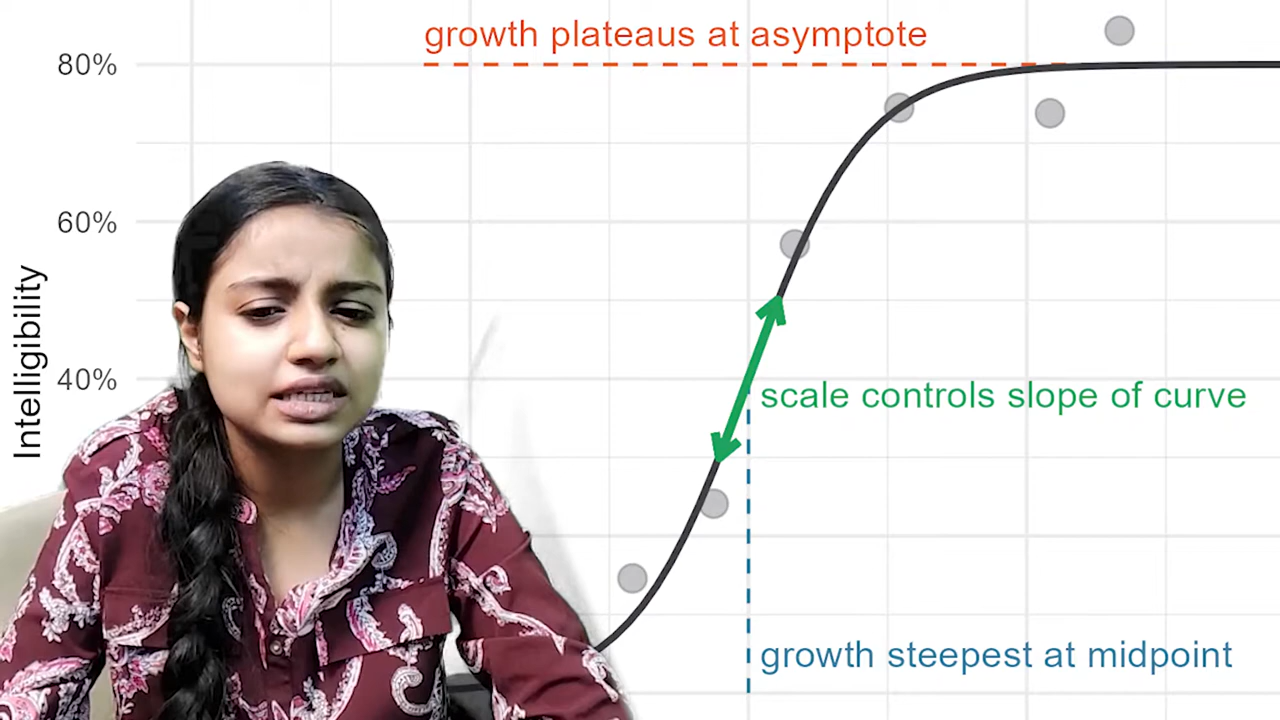 growth plateaus at asymptote
80%
60%
Intelligibility
40%
scale controls slope of curve
growth steepest at midpoint